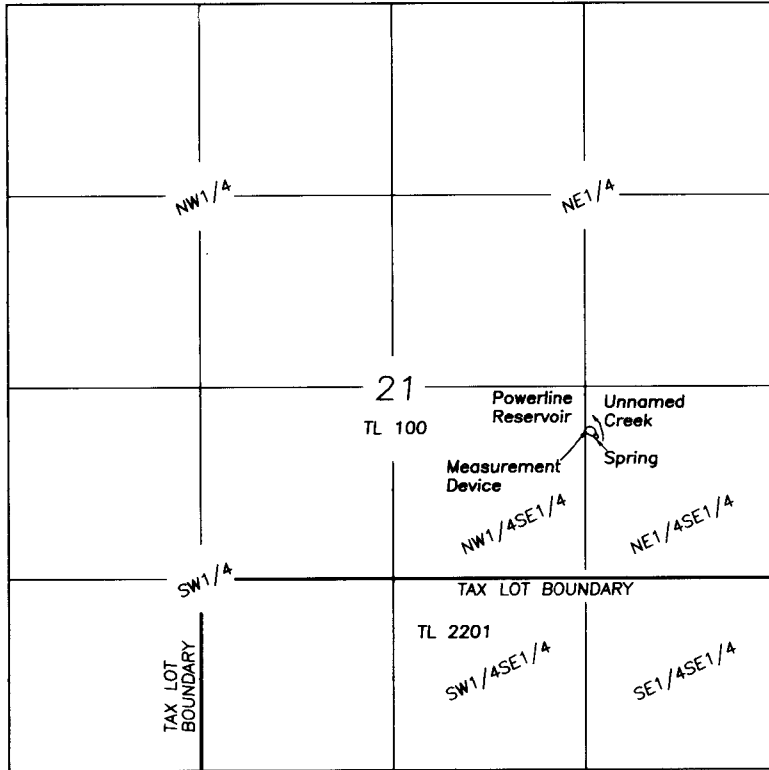 NW1/4
NE1/4
21
TL 100
Powerline
Reservoir
Unnamed
Creek
Measurement
Device
Spring
NW1/4SE1/4
NE1/4SE1/4
SW1/4
TAX LOT BOUNDARY
TL 2201
TAX LOT
BOUNDARY
SW1/4SE1/4
SE1/4SE1/4